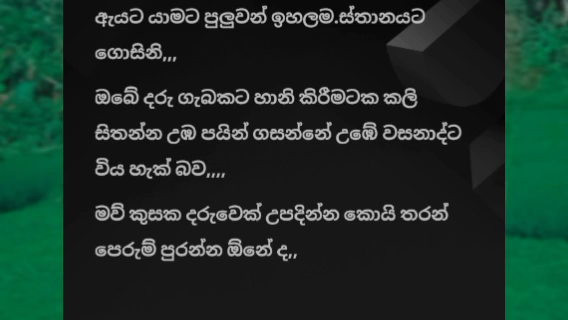 ඇයට යාමට පුලුවන් ඉහලම.ස්තානයට
ගොසිනි,,,
ඔබේ දරු ගැබකට හානි කිරීමටක කලි
සිතන්න උඹ පයින් ගසන්නේ උඹේ වසනාද්ට
විය හැක් බව,,,,
මව් කුසක දරුවෙක් උපදින්න කොයි තරන්
පෙරුම් පුරන්න ඕනේ ද,,